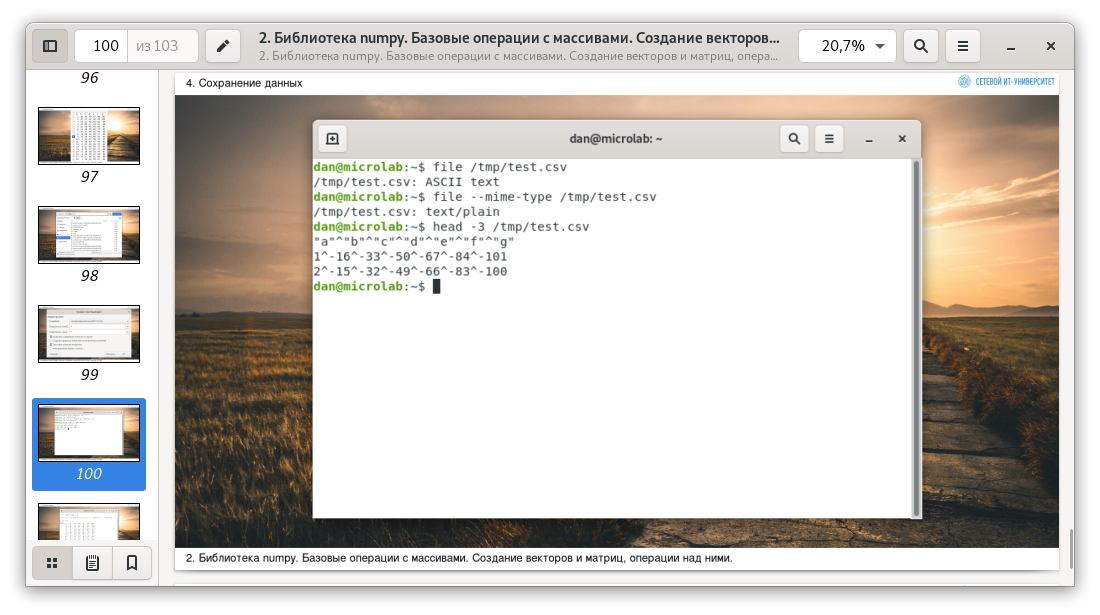 100
из 103
2. Библиотека numpy. Базовые операции с массивами. Создание векторов…
2. Библиотека numpy. Базовые операции с массивами. Создание векторов и матриц, опера…
20,7%
96
97
98
99
100
4. Сохранение данных
СЕТЕВОЙ ИТ-УНИВЕРСИТЕТ
dan@microlab: ~
dan@microlab:~$ file /tmp/test.csv
/tmp/test.csv: ASCII text
dan@microlab:~$ file --mime-type /tmp/test.csv
/tmp/test.csv: text/plain
dan@microlab:~$ head -3 /tmp/test.csv
"a"^"b"^"c"^"d"^"e"^"f"^"g"
1^-16^-33^-50^-67^-84^-101
2^-15^-32^-49^-66^-83^-100
dan@microlab:~$
2. Библиотека numpy. Базовые операции с массивами. Создание векторов и матриц, операции над ними.